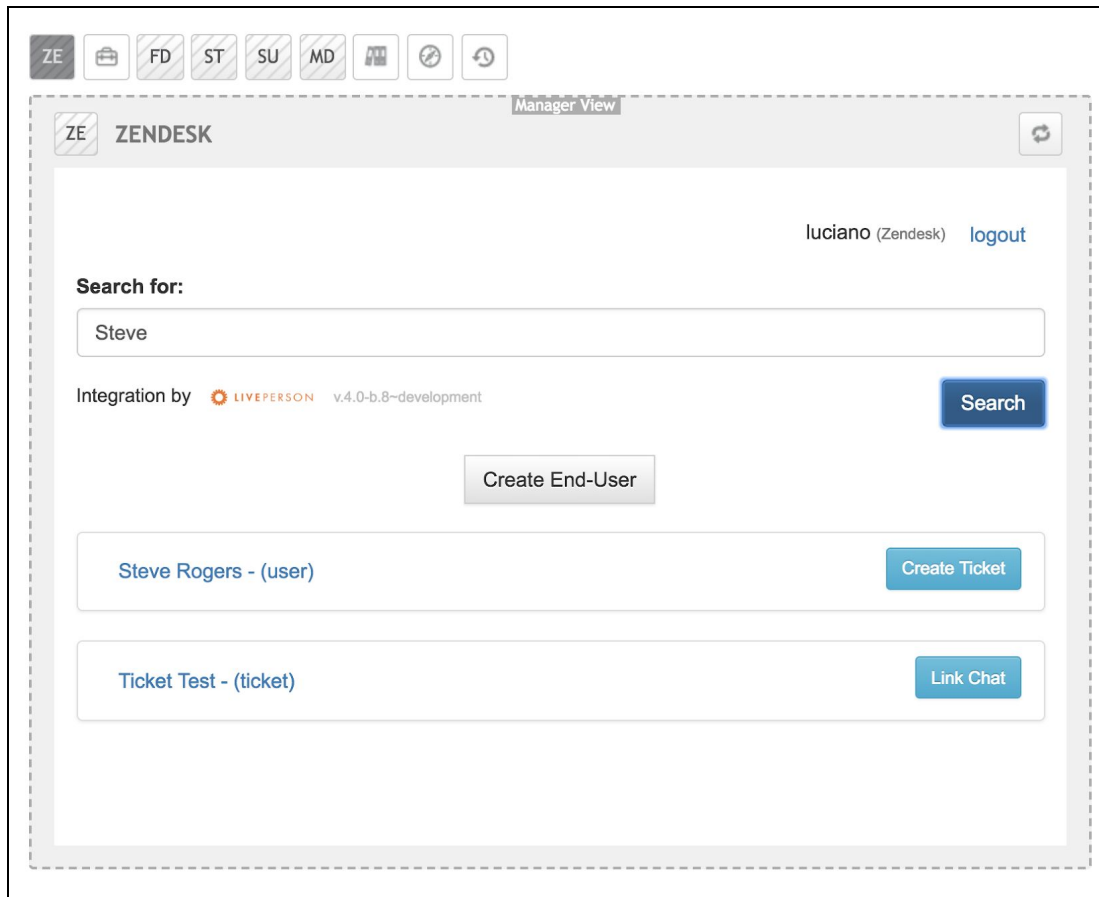 ZE FD ST SU MD
Manager View
ZE ZENDESK
luciano (Zendesk) logout
Search for:
Steve
Integration by LIVEPERSON v.4.0-b.8~development
Search
Create End-User
Steve Rogers - (user) Create Ticket
Ticket Test - (ticket) Link Chat